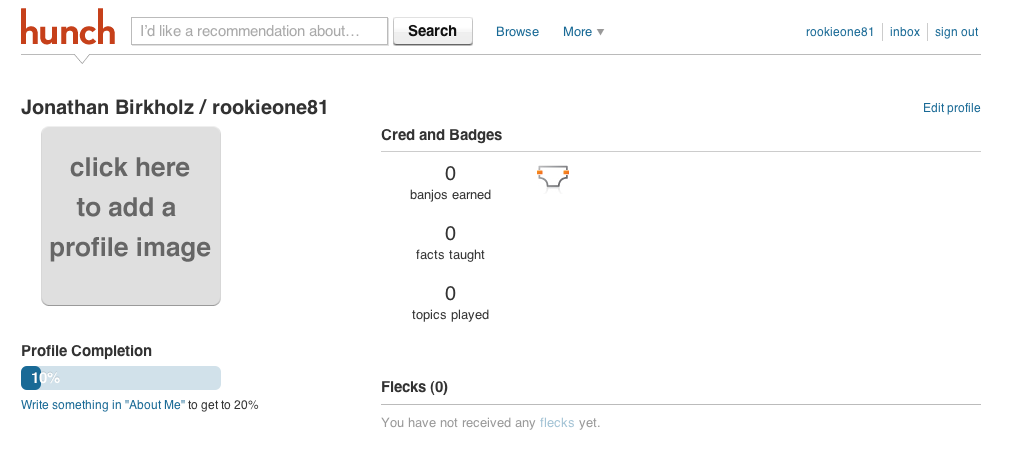 hunch I'd like a recommendation about… Search Browse More rookieone81 inbox sign out
Jonathan Birkholz / rookieone81 Edit profile
click here
to add a
profile image
Profile Completion
10%
Write something in "About Me" to get to 20%
Cred and Badges
0
banjos earned
0
facts taught
0
topics played
Flecks (0)
You have not received any flecks yet.